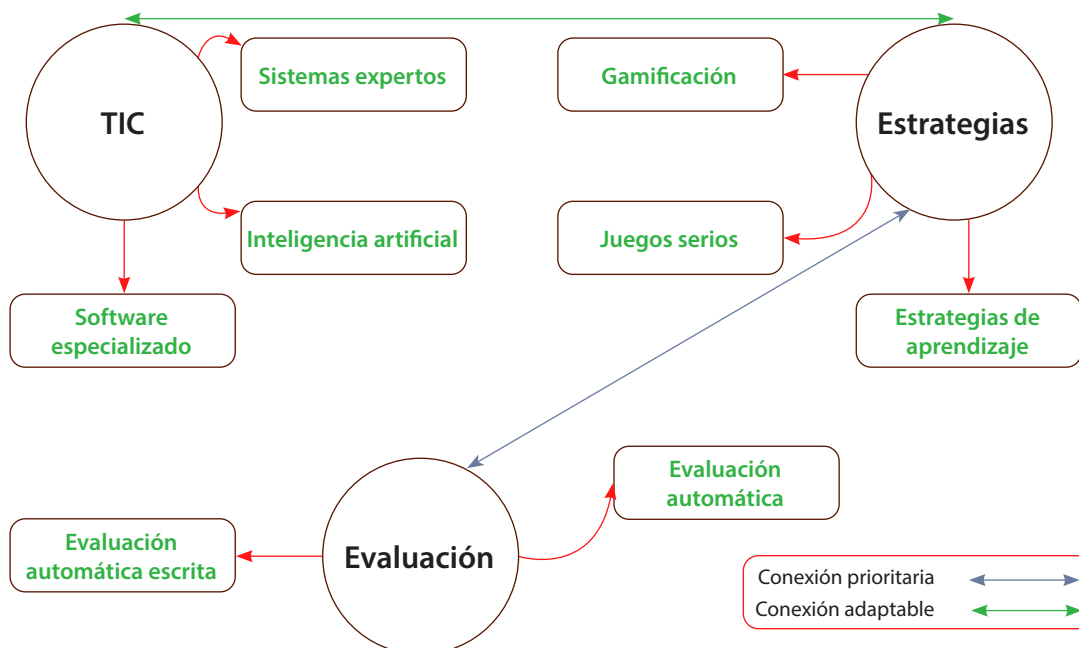 TIC
Sistemas expertos
Gamificación
Estrategias
Inteligencia artificial
Juegos serios
Software
especializado
Estrategias de
aprendizaje
Evaluación
automática
Evaluación
automática escrita
Evaluación
Conexión prioritaria
Conexión adaptable